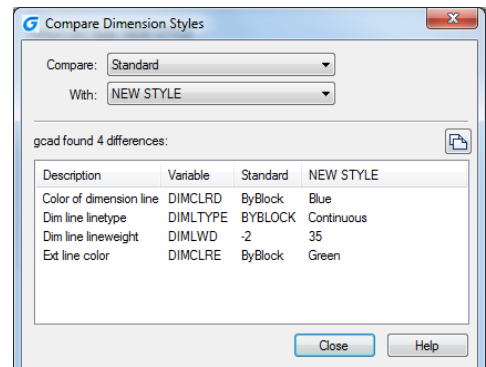 Compare Dimension Styles
Compare: Standard
With: NEW STYLE
gcad found 4 differences:
Description Variable Standard NEW STYLE
Color of dimension line DIMCLRD ByBlock Blue
Dim line linetype DIMLTYPE BYBLOCK Continuous
Dim line lineweight DIMLWD -2 35
Ext line color DIMCLRE ByBlock Green
Close Help